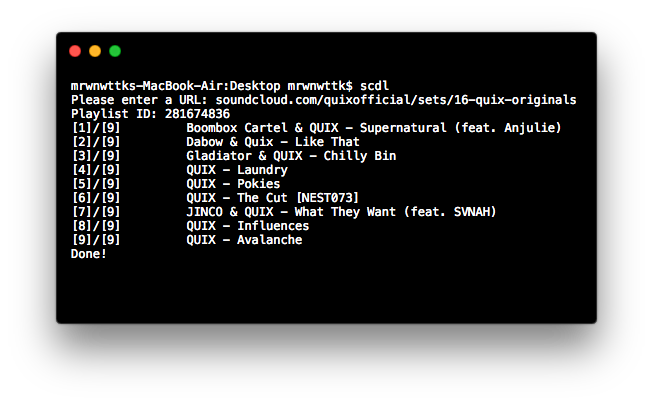 mrwnwttks-MacBook-Air:Desktop mrwnwttk$ scdl
Please enter a URL: soundcloud.com/quixofficial/sets/16-quix-originals
Playlist ID: 281674836
[1]/[9] Boombox Cartel & QUIX - Supernatural (feat. Anjulie)
[2]/[9] Dabow & Quix - Like That
[3]/[9] Gladiator & QUIX - Chilly Bin
[4]/[9] QUIX - Laundry
[5]/[9] QUIX - Pokies
[6]/[9] QUIX - The Cut [NEST073]
[7]/[9] JINCO & QUIX - What They Want (feat. SVNAH)
[8]/[9] QUIX - Influences
[9]/[9] QUIX - Avalanche
Done!